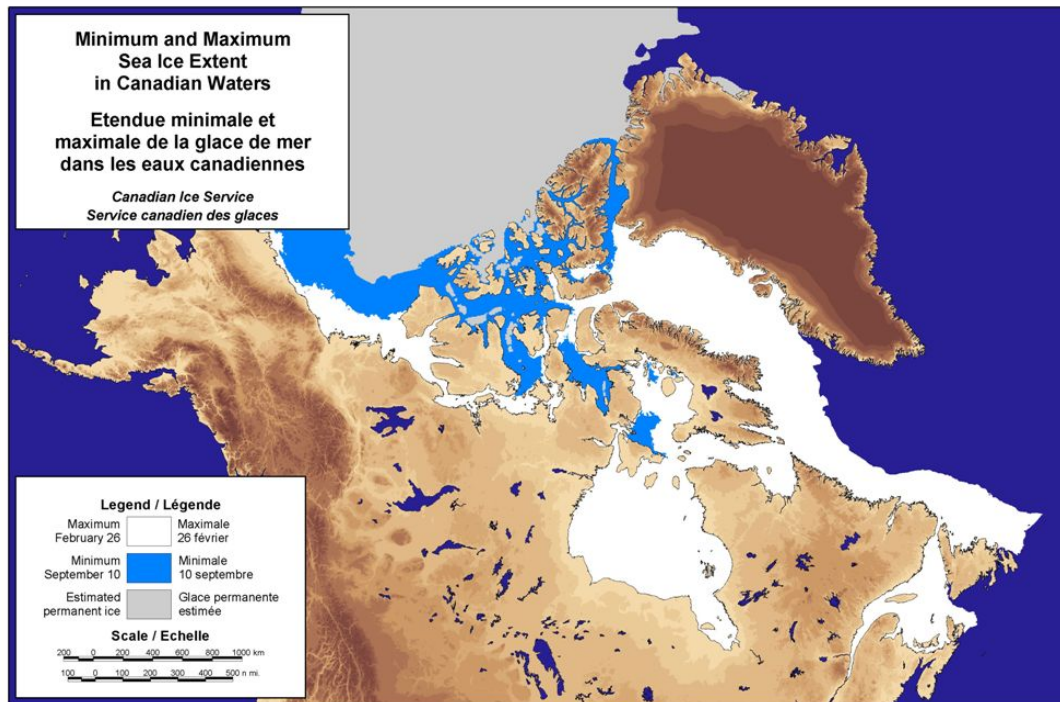 Minimum and Maximum
Sea Ice Extent
in Canadian Waters
Etendue minimale et
maximale de la glace de mer
dans les eaux canadiennes
Canadian Ice Service
Service canadien des glaces
Legend / Légende
Maximum Maximale
February 26 26 février
Minimum Minimale
September 10 10 septembre
Estimated Glace permanente
permanent ice estimée
Scale / Echelle
200 0 200 400 600 800 1000 km
100 0 100 200 300 400 500 n mi.